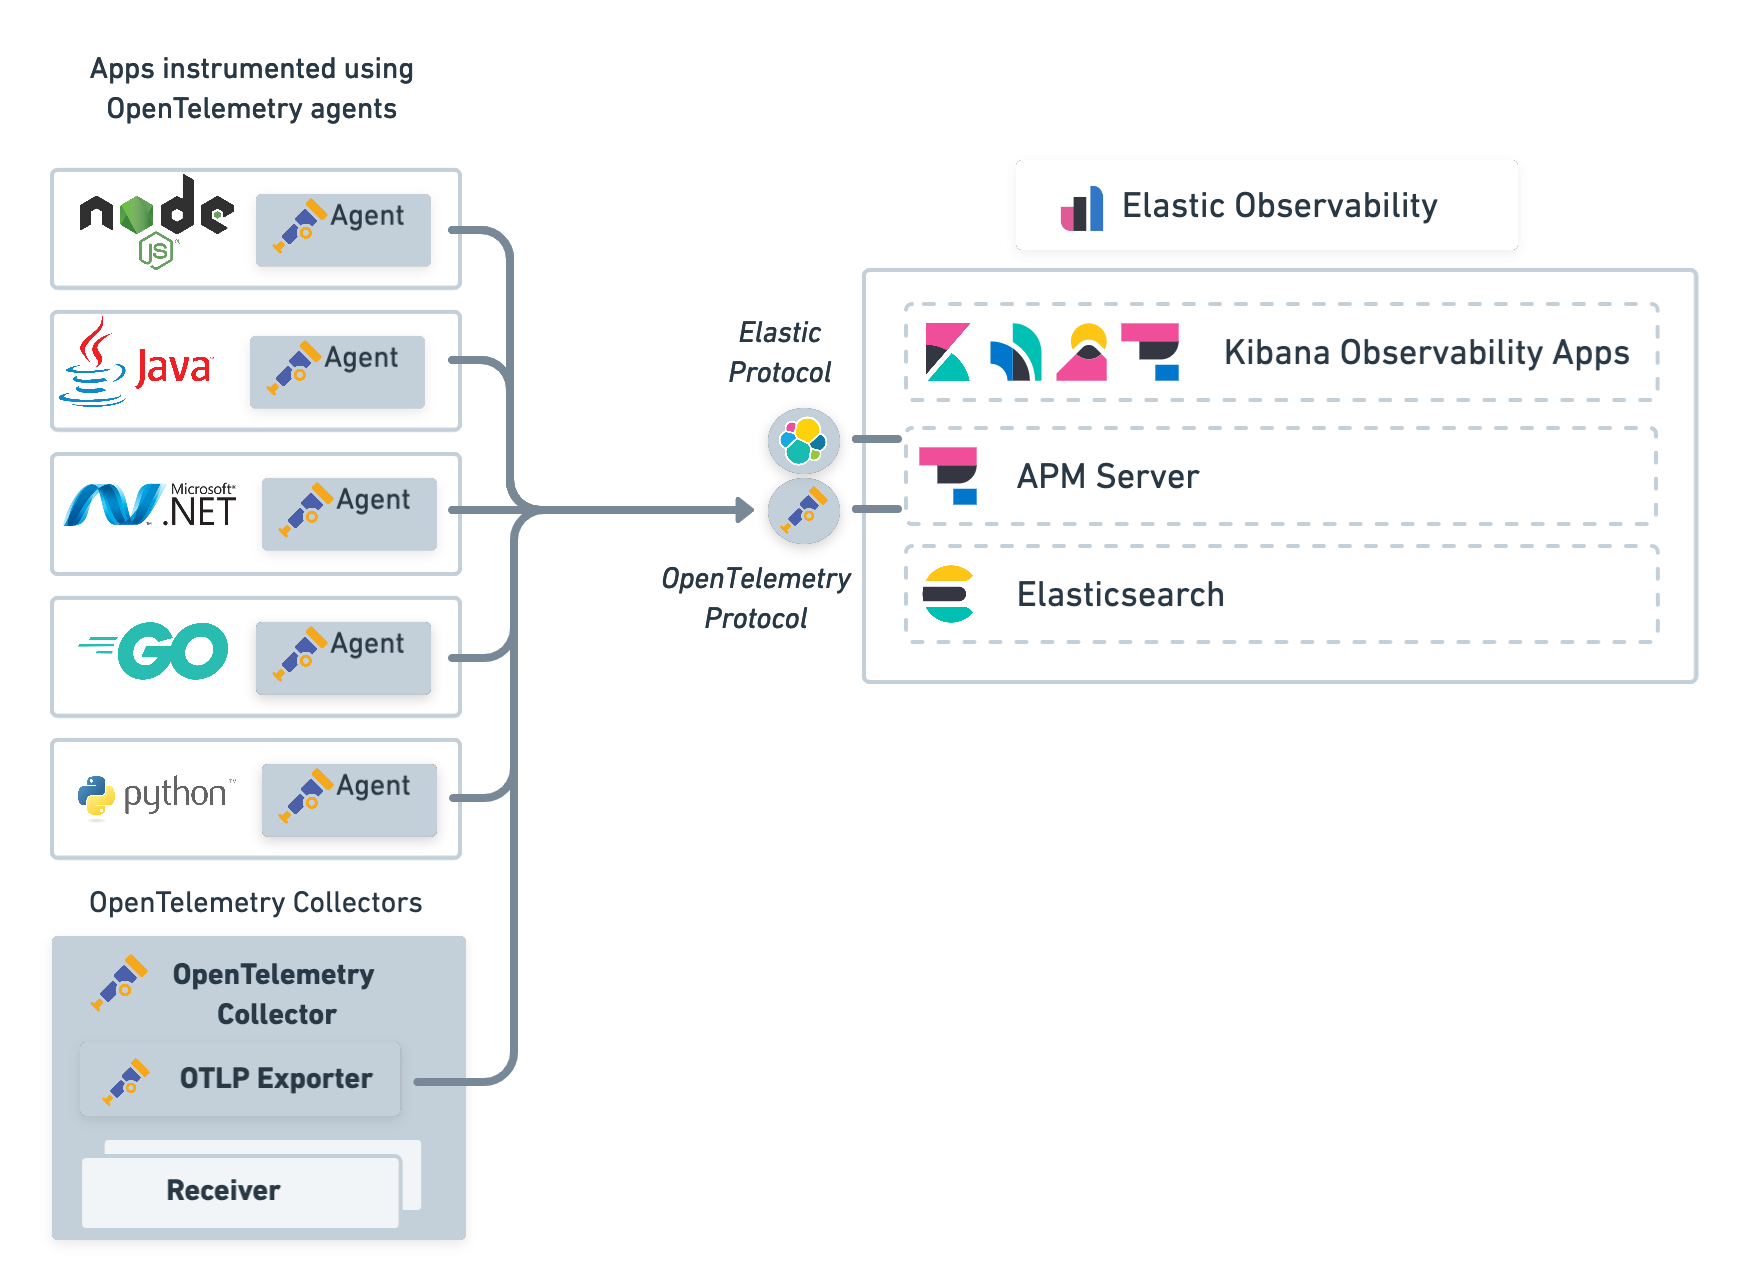 Apps instrumented using
OpenTelemetry agents
node
JS
Agent
Java
Agent
Microsoft®
.NET
Agent
GO
Agent
python™
Agent
OpenTelemetry Collectors
OpenTelemetry
Collector
OTLP Exporter
Receiver
Elastic
Protocol
OpenTelemetry
Protocol
Elastic Observability
Kibana Observability Apps
APM Server
Elasticsearch